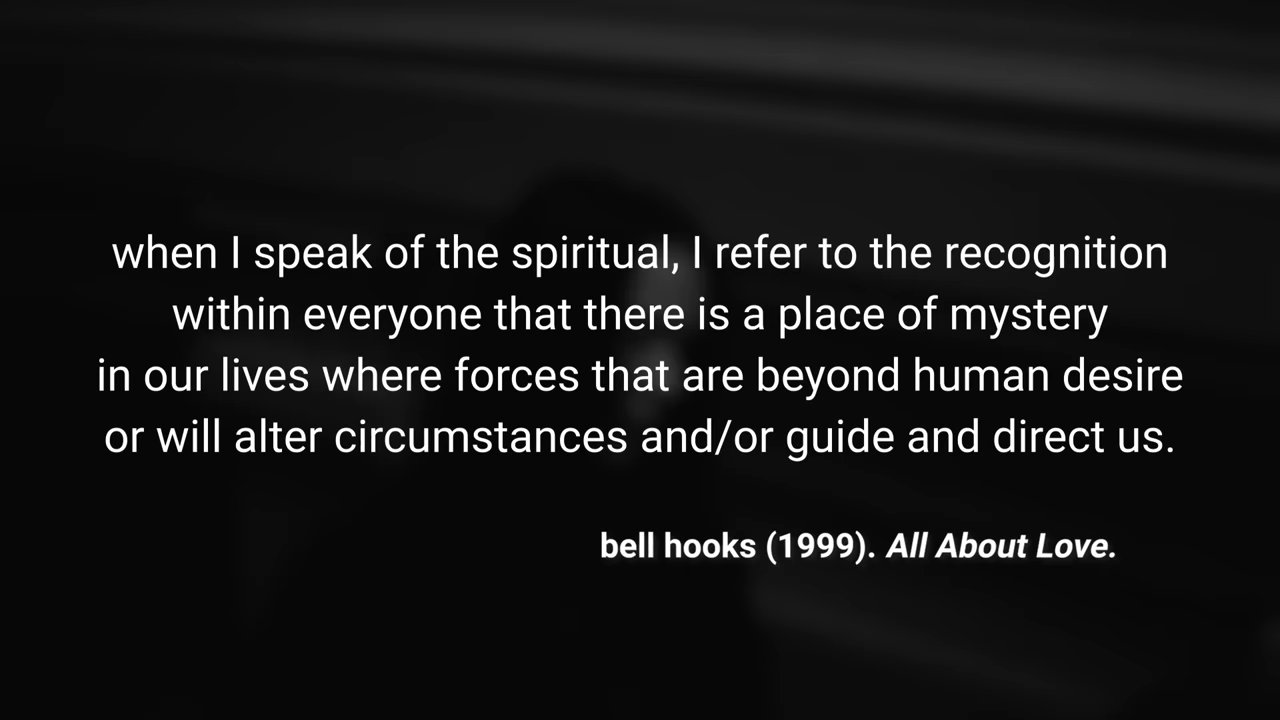 when I speak of the spiritual, I refer to the recognition
within everyone that there is a place of mystery
in our lives where forces that are beyond human desire
or will alter circumstances and/or guide and direct us.
bell hooks (1999). All About Love.